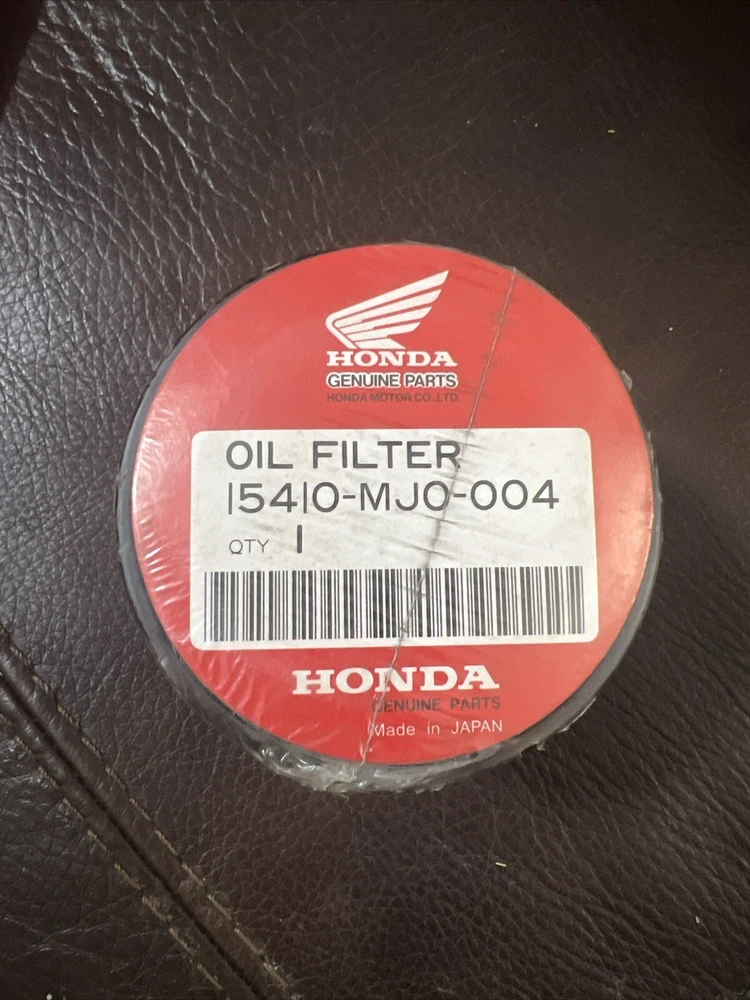 HONDA
GENUINE PARTS
HONDA MOTOR CO.,LTD.
OIL FILTER
15410-MJ0-004
QTY 1
HONDA
GENUINE PARTS
Made in JAPAN